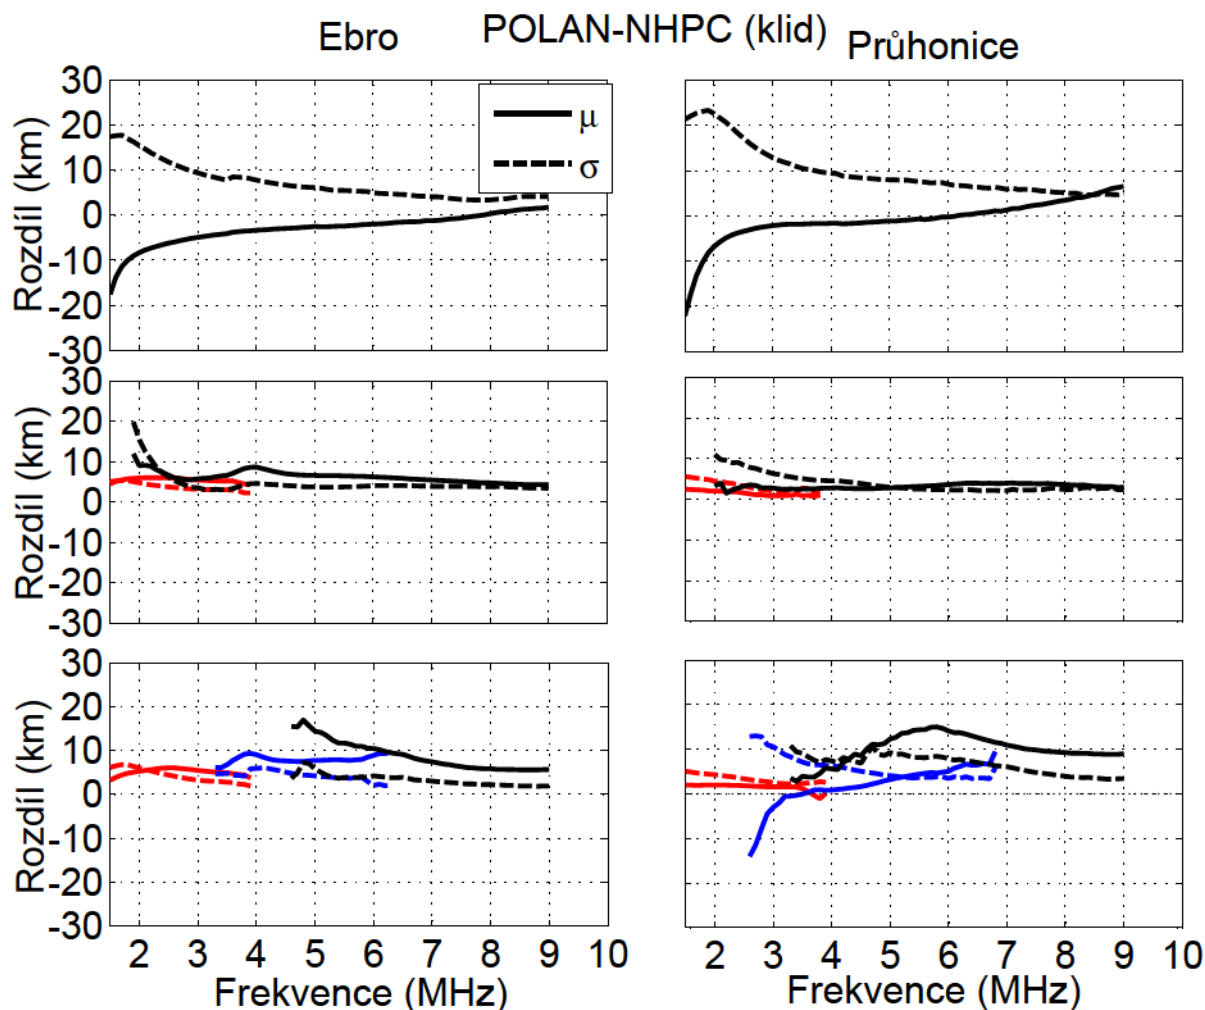 POLAN-NHPC (klid)
Ebro
Průhonice
Rozdíl (km)
30
20
10
0
-10
-20
-30
μ
σ
Rozdíl (km)
30
20
10
0
-10
-20
-30
Rozdíl (km)
30
20
10
0
-10
-20
-30
2 3 4 5 6 7 8 9 10
2 3 4 5 6 7 8 9 10
Frekvence (MHz)
Frekvence (MHz)